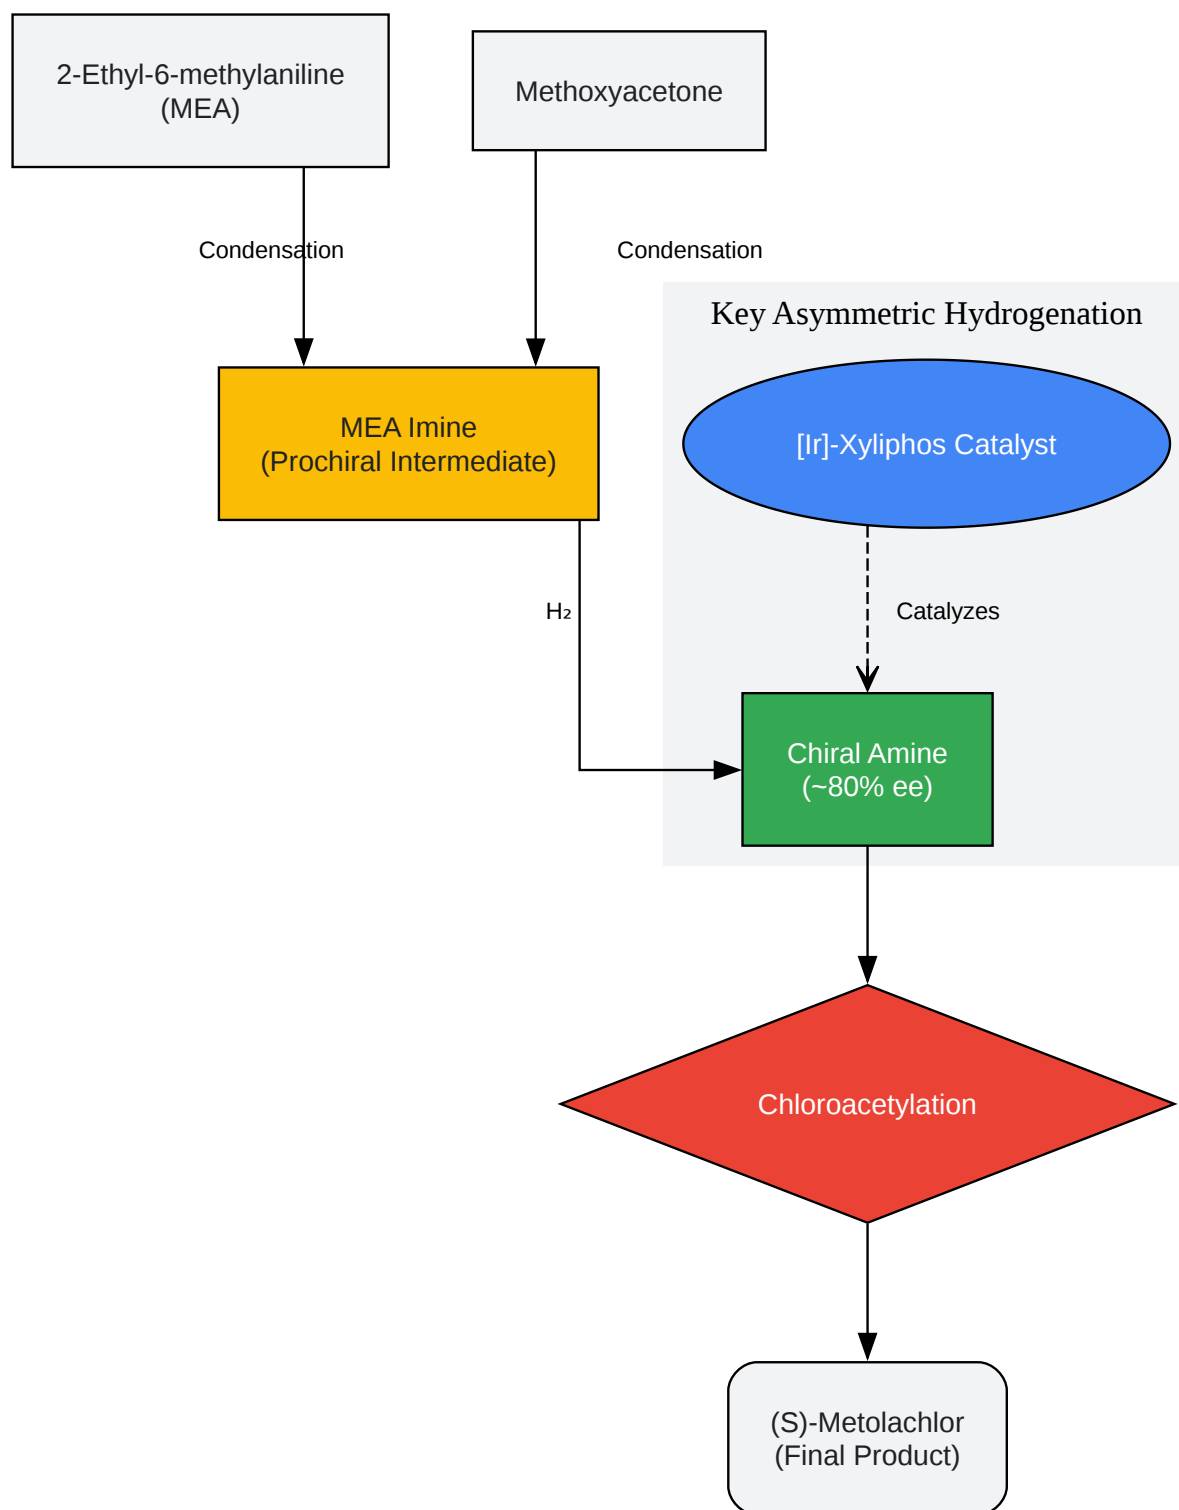 2-Ethyl-6-methylaniline
(MEA)
Methoxyacetone
Condensation
Condensation
Key Asymmetric Hydrogenation
MEA Imine
(Prochiral Intermediate)
[Ir]-Xyliphos Catalyst
H₂
Catalyzes
Chiral Amine
(~80% ee)
Chloroacetylation
(S)-Metolachlor
(Final Product)